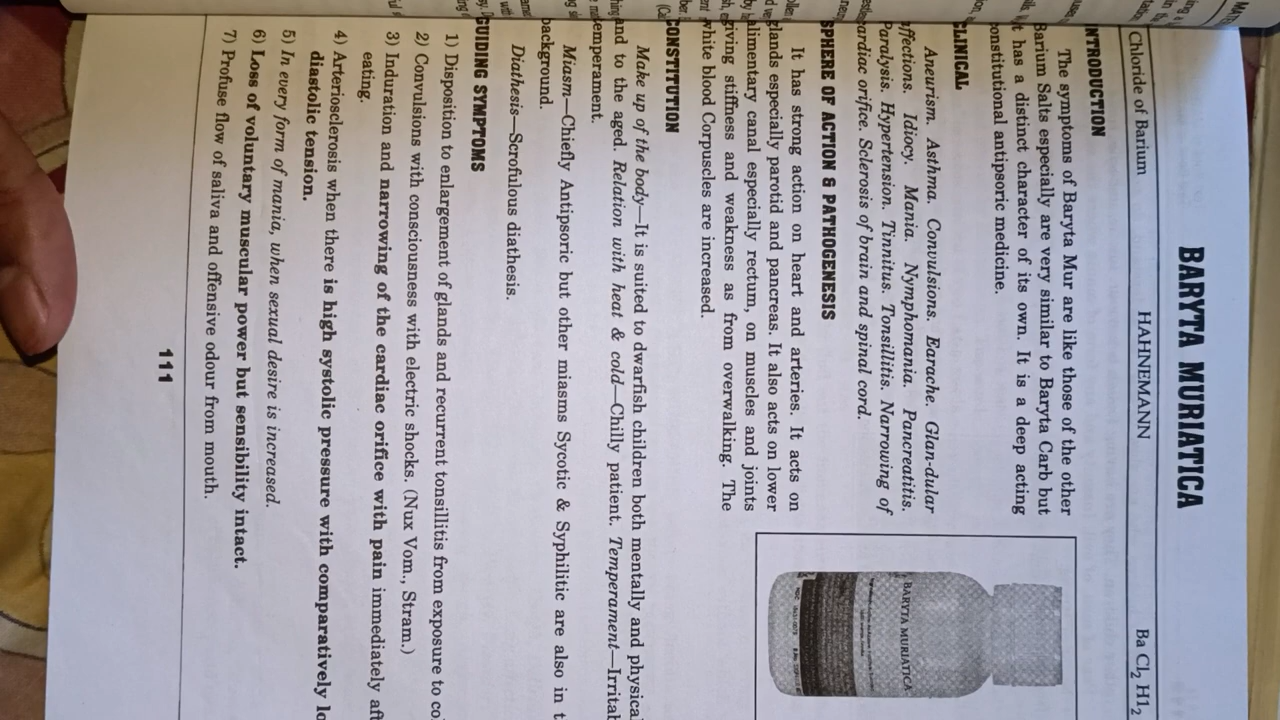 BARYTA MURIATICA
Chloride of Barium HAHNEMANN Ba Cl2 H1,
INTRODUCTION
The symptoms of Baryta Mur are like those of the other
Barium Salts especially are very similar to Baryta Carb but
it has a distinct character of its own. It is a deep acting
constitutional antipsoric medicine.
CLINICAL
Aneurism. Asthma. Convulsions. Earache. Glan-dular
affections. Idiocy. Mania. Nymphomania. Pancreatitis.
Paralysis. Hypertension. Tinnitus. Tonsillitis. Narrowing of
cardiac orifice. Sclerosis of brain and spinal cord.
SPHERE OF ACTION & PATHOGENESIS
It has strong action on heart and arteries. It acts on
glands especially parotid and pancreas. It also acts on lower
alimentary canal especially rectum, on muscles and joints
giving stiffness and weakness as from overwalking. The
white blood Corpuscles are increased.
BARYTA MURIATICA
CONSTITUTION
Make up of the body—It is suited to dwarfish children both mentally and physical
and to the aged. Relation with heat & cold—Chilly patient. Temperament—Irritab
temperament.
Miasm—Chiefly Antipsoric but other miasms Sycotic & Syphilitic are also in t
background.
Diathesis—Scrofulous diathesis.
GUIDING SYMPTOMS
1) Disposition to enlargement of glands and recurrent tonsillitis from exposure to co
2) Convulsions with consciousness with electric shocks. (Nux Vom., Stram.)
3) Induration and narrowing of the cardiac orifice with pain immediately aft
eating.
4) Arteriosclerosis when there is high systolic pressure with comparatively lo
diastolic tension.
5) In every form of mania, when sexual desire is increased.
6) Loss of voluntary muscular power but sensibility intact.
7) Profuse flow of saliva and offensive odour from mouth.
111